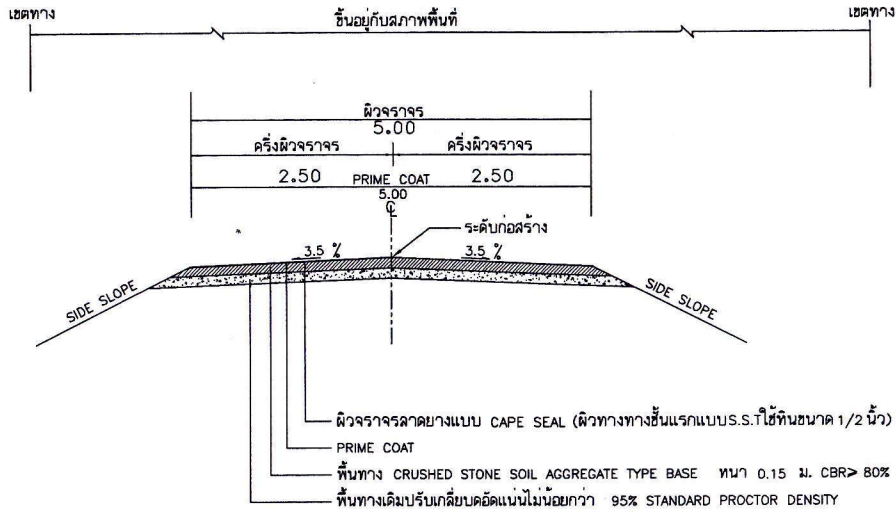 เขตทาง ขึ้นอยู่กับสภาพพื้นที่ เขตทาง
ผิวจราจร
5.00
ครึ่งผิวจราจร ครึ่งผิวจราจร
2.50 PRIME COAT 2.50
5.00
℄
ระดับก่อสร้าง
3.5 % 3.5 %
SIDE SLOPE SIDE SLOPE
ผิวจราจรลาดยางแบบ CAPE SEAL (ผิวทางทางชั้นแรกแบบS.S.Tใช้หินขนาด 1/2 นิ้ว)
PRIME COAT
พื้นทาง CRUSHED STONE SOIL AGGREGATE TYPE BASE หนา 0.15 ม. CBR> 80%
พื้นทางเดิมปรับเกลี่ยบดอัดแน่นไม่น้อยกว่า 95% STANDARD PROCTOR DENSITY